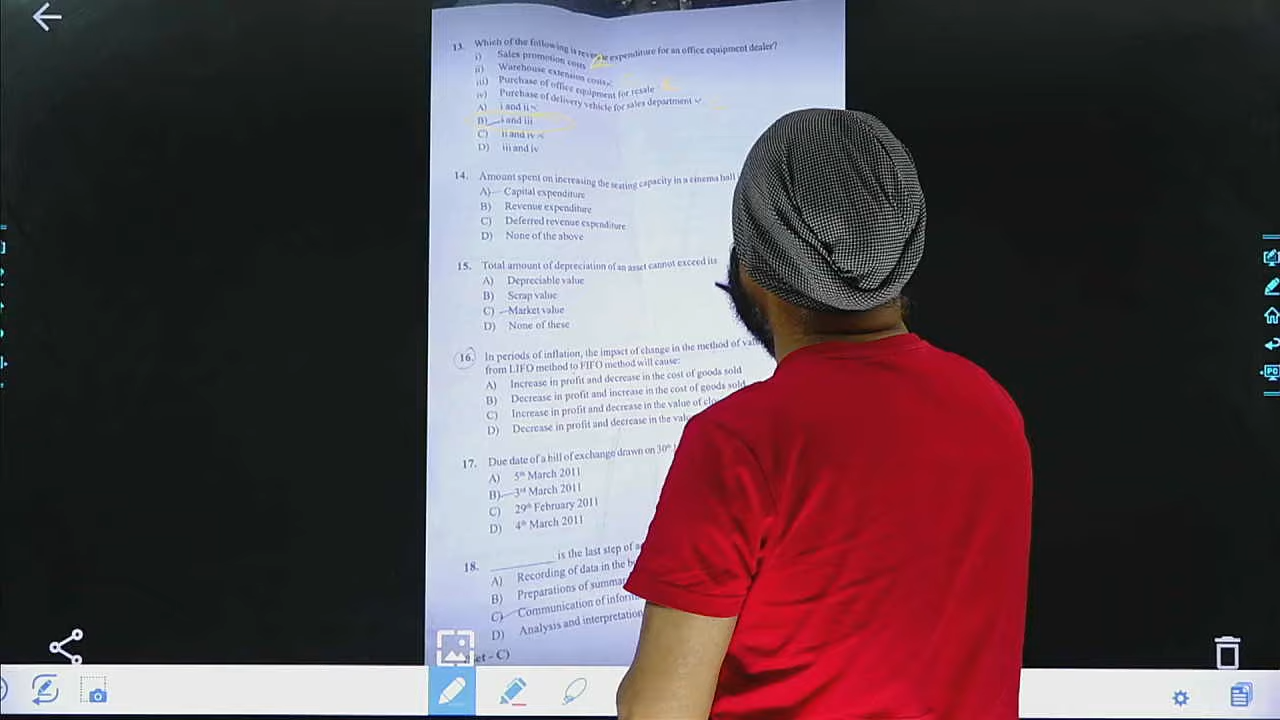 13. Which of the following is revenue expenditure for an office equipment dealer?
i) Sales promotion costs
ii) Warehouse extension costs
iii) Purchase of office equipment for resale
iv) Purchase of delivery vehicle for sales department
A) i and ii
B) i and iii
C) ii and iv
D) iii and iv
14. Amount spent on increasing the seating capacity in a cinema hall
A) Capital expenditure
B) Revenue expenditure
C) Deferred revenue expenditure
D) None of the above
15. Total amount of depreciation of an asset cannot exceed its
A) Depreciable value
B) Scrap value
C) Market value
D) None of these
16. In periods of inflation, the impact of change in the method of
from LIFO method to FIFO method will cause:
A) Increase in profit and decrease in the cost of goods sold
B) Decrease in profit and increase in the cost of goods sold
C) Increase in profit and decrease in the value of
D) Decrease in profit and decrease in the
17. Due date of a bill of exchange drawn on 30th
A) 5th March 2011
B) 3rd March 2011
C) 29th February 2011
D) 4th March 2011
18. ________ is the last step of
A) Recording of data in the
B) Preparations of
C) Communication of
D) Analysis and interpretation
et - C)
PC